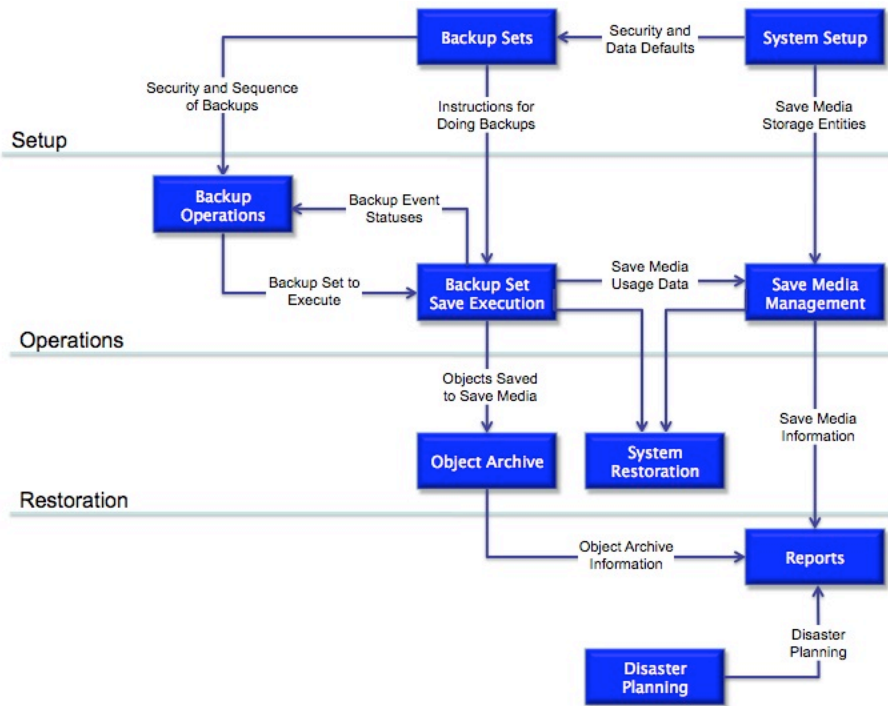 Backup Sets
Security and
Data Defaults
System Setup
Security and Sequence
of Backups
Instructions for
Doing Backups
Save Media
Storage Entities
Setup
Backup
Operations
Backup Event
Statuses
Backup Set to
Execute
Backup Set
Save Execution
Save Media
Usage Data
Save Media
Management
Operations
Objects Saved
to Save Media
Save Media
Information
Object Archive
System
Restoration
Restoration
Object Archive
Information
Reports
Disaster
Planning
Disaster
Planning